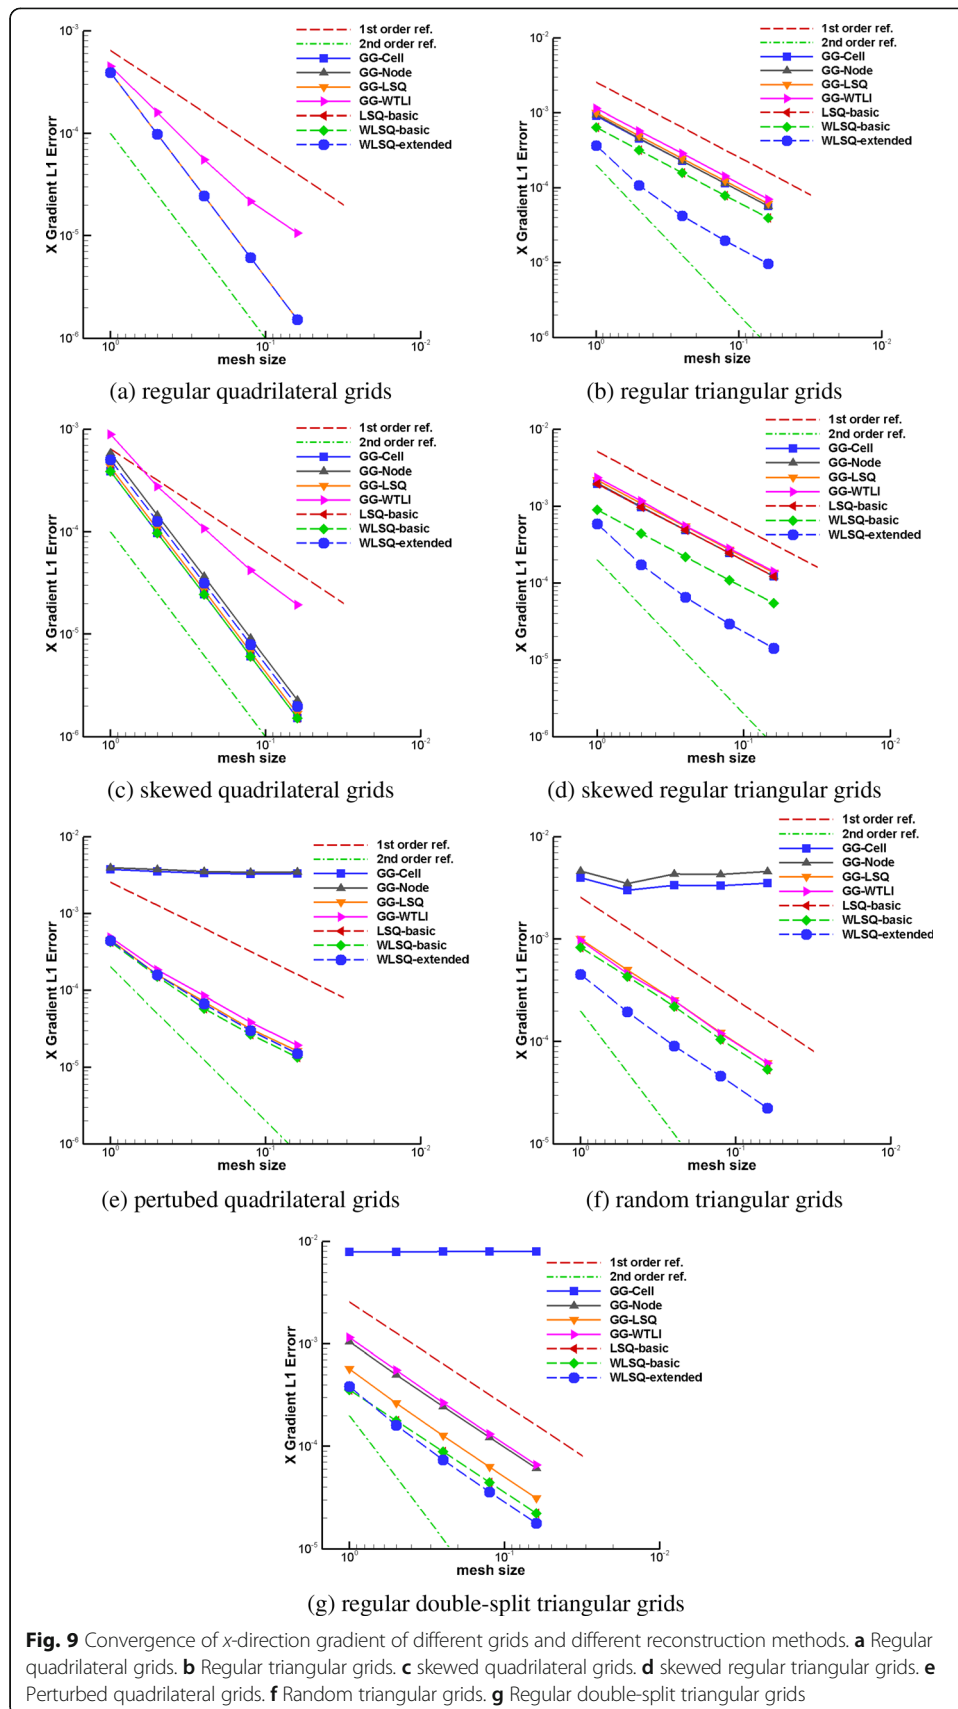 X Gradient L1 Erorr
10⁻³
10⁻⁴
10⁻⁵
10⁻⁶
10⁰
10⁻¹
10⁻²
mesh size
1st order ref.
2nd order ref.
GG-Cell
GG-Node
GG-LSQ
GG-WTLI
LSQ-basic
WLSQ-basic
WLSQ-extended
(a) regular quadrilateral grids
X Gradient L1 Erorr
10⁻²
10⁻³
10⁻⁴
10⁻⁵
10⁻⁶
10⁰
10⁻¹
10⁻²
mesh size
1st order ref.
2nd order ref.
GG-Cell
GG-Node
GG-LSQ
GG-WTLI
LSQ-basic
WLSQ-basic
WLSQ-extended
(b) regular triangular grids
X Gradient L1 Erorr
10⁻³
10⁻⁴
10⁻⁵
10⁻⁶
10⁰
10⁻¹
10⁻²
mesh size
1st order ref.
2nd order ref.
GG-Cell
GG-Node
GG-LSQ
GG-WTLI
LSQ-basic
WLSQ-basic
WLSQ-extended
(c) skewed quadrilateral grids
X Gradient L1 Erorr
10⁻²
10⁻³
10⁻⁴
10⁻⁵
10⁻⁶
10⁰
10⁻¹
10⁻²
mesh size
1st order ref.
2nd order ref.
GG-Cell
GG-Node
GG-LSQ
GG-WTLI
LSQ-basic
WLSQ-basic
WLSQ-extended
(d) skewed regular triangular grids
X Gradient L1 Erorr
10⁻²
10⁻³
10⁻⁴
10⁻⁵
10⁻⁶
10⁰
10⁻¹
10⁻²
mesh size
1st order ref.
2nd order ref.
GG-Cell
GG-Node
GG-LSQ
GG-WTLI
LSQ-basic
WLSQ-basic
WLSQ-extended
(e) pertubed quadrilateral grids
X Gradient L1 Erorr
10⁻²
10⁻³
10⁻⁴
10⁻⁵
10⁰
10⁻¹
10⁻²
mesh size
1st order ref.
2nd order ref.
GG-Cell
GG-Node
GG-LSQ
GG-WTLI
LSQ-basic
WLSQ-basic
WLSQ-extended
(f) random triangular grids
X Gradient L1 Erorr
10⁻²
10⁻³
10⁻⁴
10⁻⁵
10⁰
10⁻¹
10⁻²
mesh size
1st order ref.
2nd order ref.
GG-Cell
GG-Node
GG-LSQ
GG-WTLI
LSQ-basic
WLSQ-basic
WLSQ-extended
(g) regular double-split triangular grids
Fig. 9 Convergence of x-direction gradient of different grids and different reconstruction methods. a Regular
quadrilateral grids. b Regular triangular grids. c skewed quadrilateral grids. d skewed regular triangular grids. e
Perturbed quadrilateral grids. f Random triangular grids. g Regular double-split triangular grids